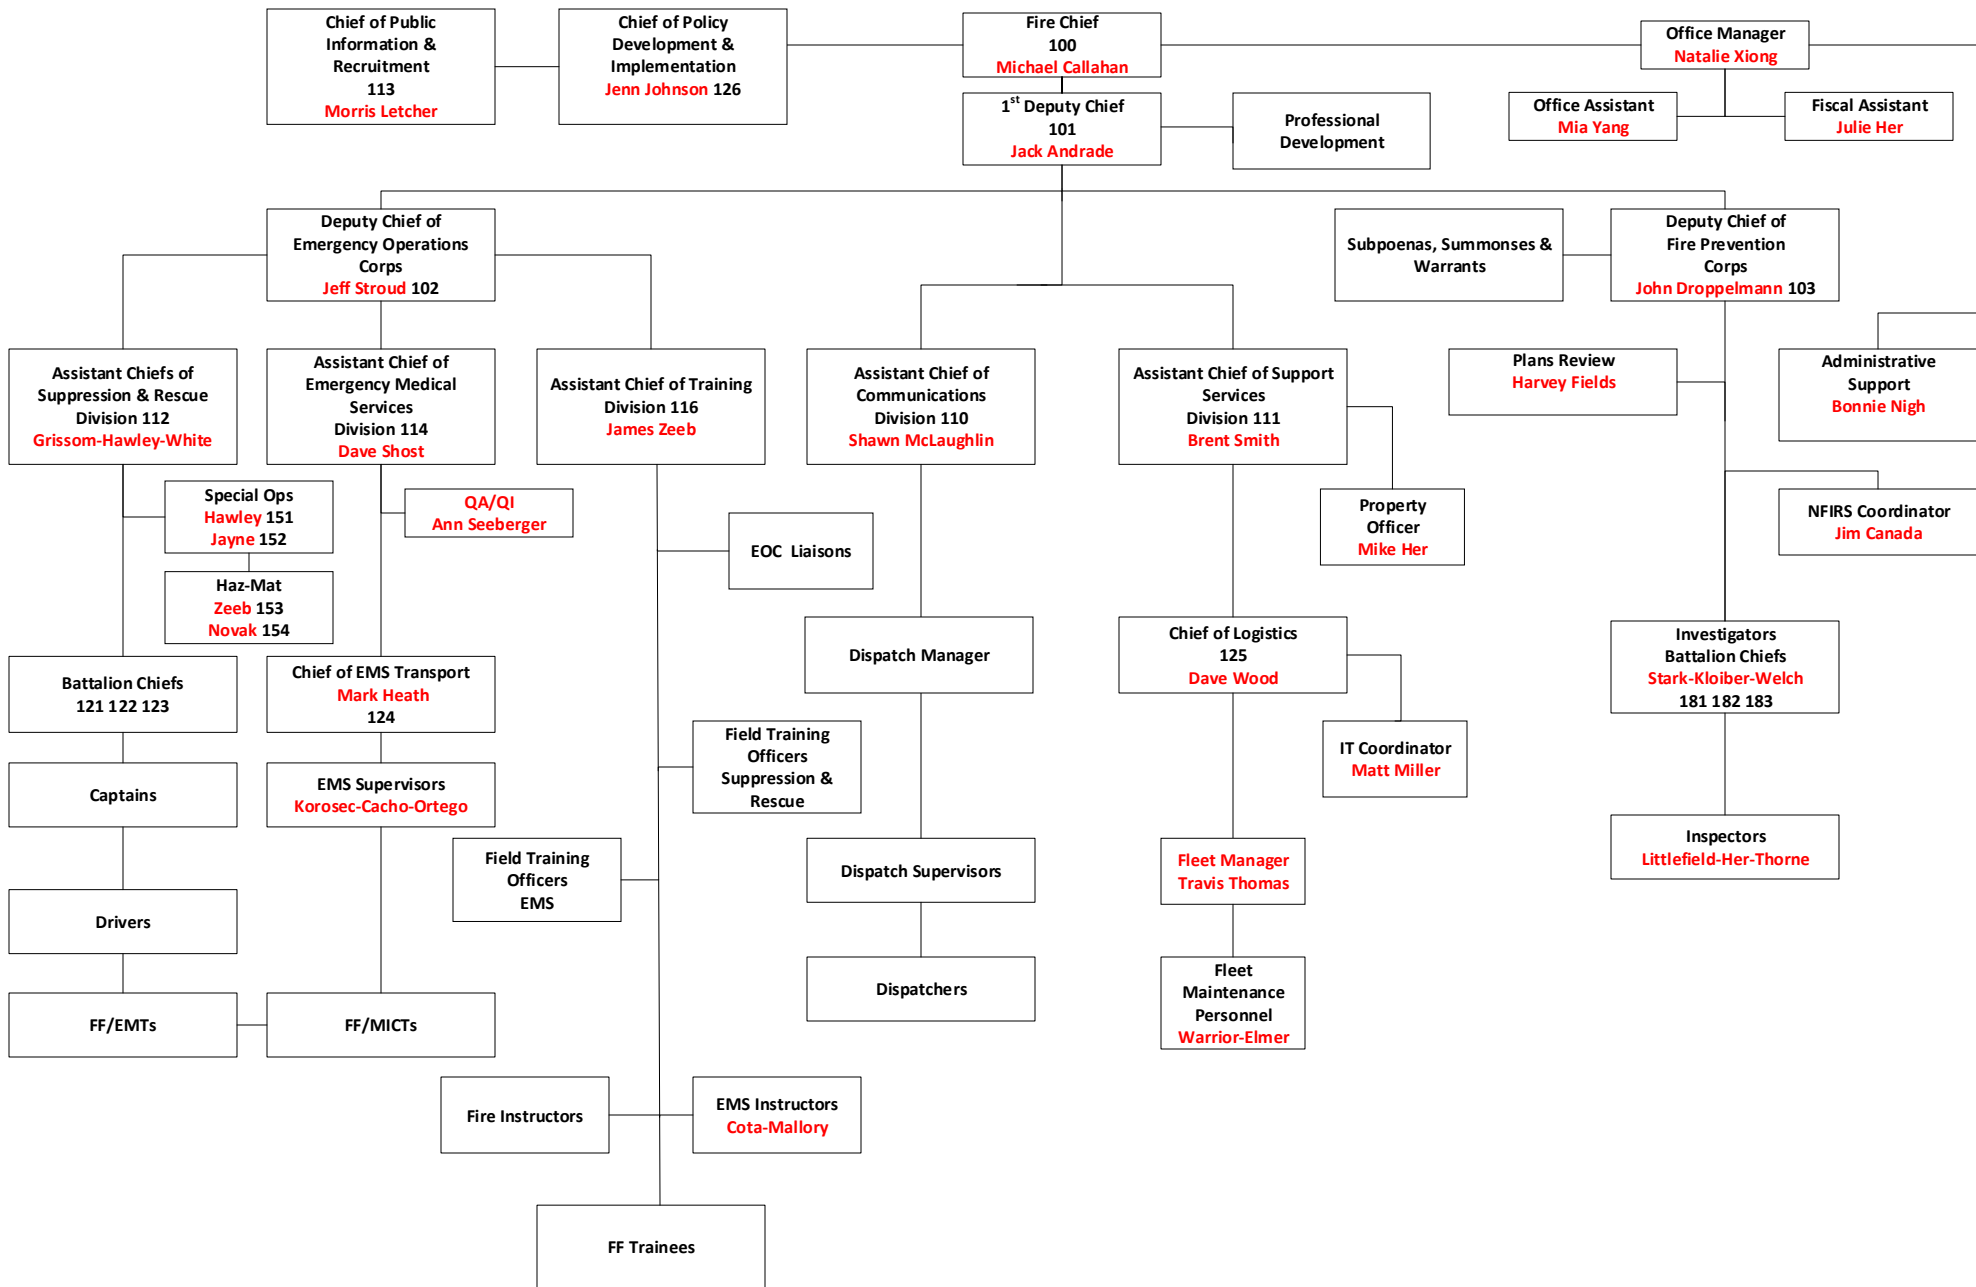 Chief of Public
Information &
Recruitment
113
Morris Letcher
Chief of Policy
Development &
Implementation
Jenn Johnson 126
Fire Chief
100
Michael Callahan
Office Manager
Natalie Xiong
Office Assistant
Mia Yang
Fiscal Assistant
Julie Her
1st Deputy Chief
101
Jack Andrade
Professional
Development
Deputy Chief of
Emergency Operations
Corps
Jeff Stroud 102
Subpoenas, Summonses &
Warrants
Deputy Chief of
Fire Prevention
Corps
John Droppelmann 103
Assistant Chiefs of
Suppression & Rescue
Division 112
Grissom-Hawley-White
Assistant Chief of
Emergency Medical
Services
Division 114
Dave Shost
Assistant Chief of Training
Division 116
James Zeeb
Assistant Chief of
Communications
Division 110
Shawn McLaughlin
Assistant Chief of Support
Services
Division 111
Brent Smith
Plans Review
Harvey Fields
Administrative
Support
Bonnie Nigh
Special Ops
Hawley 151
Jayne 152
QA/QI
Ann Seeberger
Property
Officer
Mike Her
NFIRS Coordinator
Jim Canada
EOC  Liaisons
Haz-Mat
Zeeb 153
Novak 154
Battalion Chiefs
121 122 123
Chief of EMS Transport
Mark Heath
124
Dispatch Manager
Chief of Logistics
125
Dave Wood
Investigators
Battalion Chiefs
Stark-Kloiber-Welch
181 182 183
Field Training
Officers
Suppression &
Rescue
IT Coordinator
Matt Miller
Captains
EMS Supervisors
Korosec-Cacho-Ortego
Field Training
Officers
EMS
Dispatch Supervisors
Fleet Manager
Travis Thomas
Inspectors
Littlefield-Her-Thorne
Drivers
Dispatchers
Fleet
Maintenance
Personnel
Warrior-Elmer
FF/EMTs
FF/MICTs
Fire Instructors
EMS Instructors
Cota-Mallory
FF Trainees